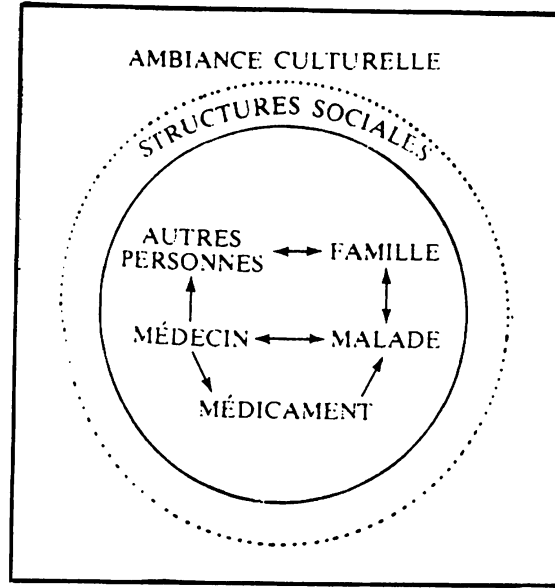 AMBIANCE CULTURELLE
STRUCTURES SOCIALES
AUTRES
PERSONNES
FAMILLE
MÉDECIN
MALADE
MÉDICAMENT